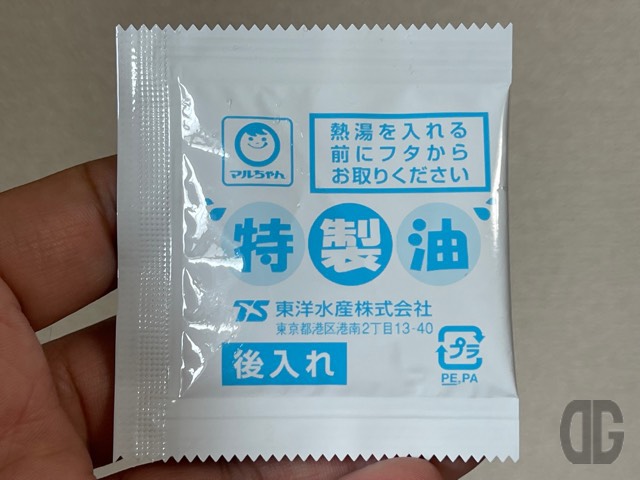 マルちゃん
熱湯を入れる
前にフタから
お取りください
特製油
TS 東洋水産株式会社
東京都港区港南2丁目13-40
後入れ
プラ
PE,PA
DG